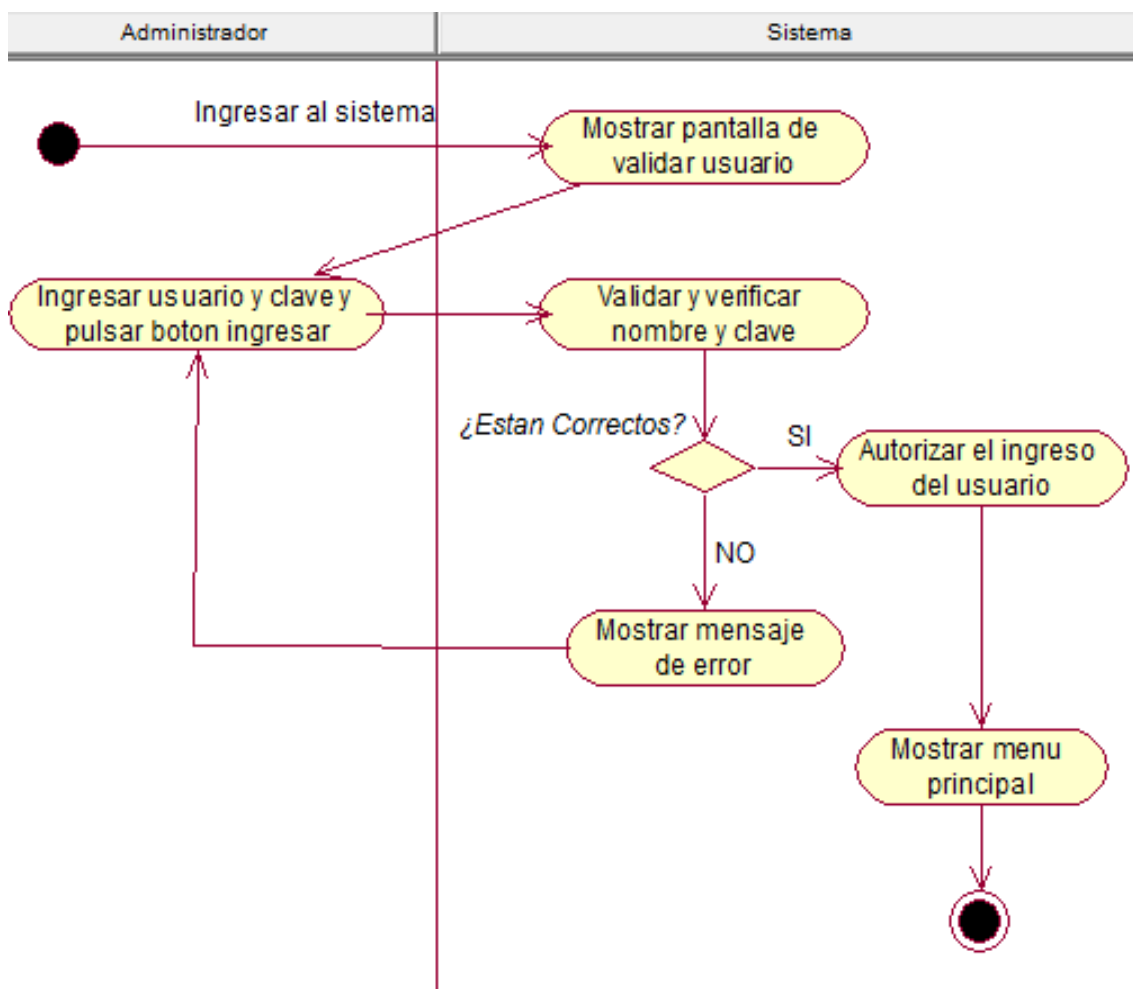 Administrador
Sistema
Ingresar al sistema
Mostrar pantalla de
validar usuario
Ingresar usuario y clave y
pulsar boton ingresar
Validar y verificar
nombre y clave
¿Estan Correctos?
SI
Autorizar el ingreso
del usuario
NO
Mostrar mensaje
de error
Mostrar menu
principal